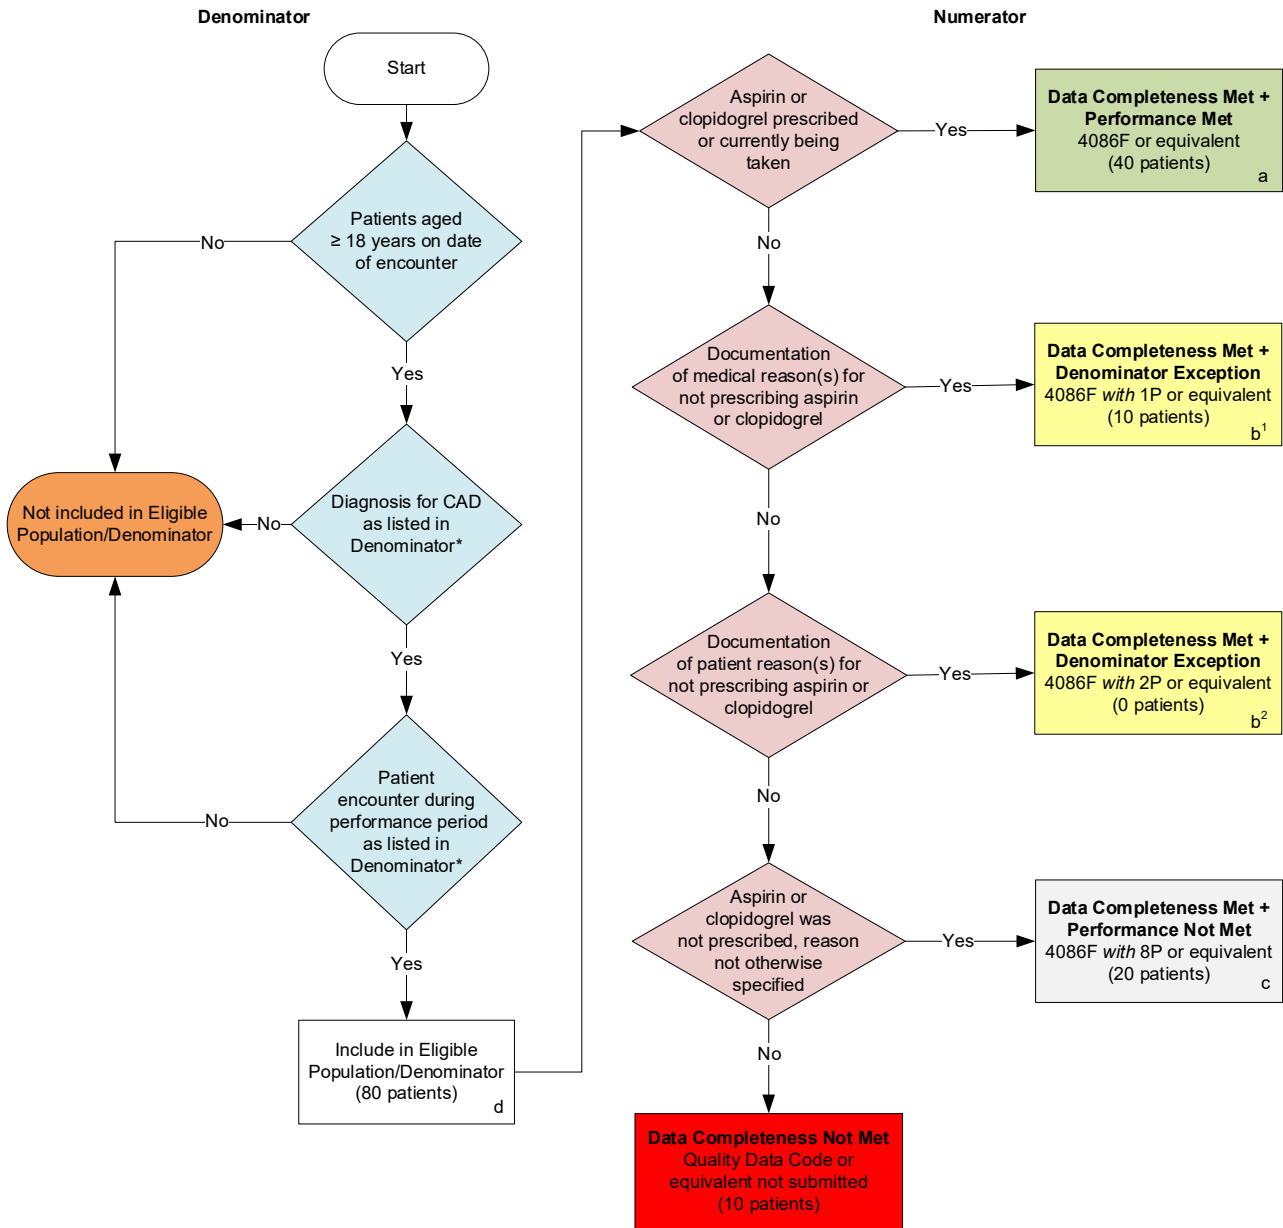 Denominator
Start
Patients aged
≥ 18 years on date
of encounter
No
Yes
Diagnosis for CAD
as listed in
Denominator*
No
Not included in Eligible
Population/Denominator
Yes
Patient
encounter during
performance period
as listed in
Denominator*
No
Yes
Include in Eligible
Population/Denominator
(80 patients)
d
Numerator
Aspirin or
clopidogrel prescribed
or currently being
taken
Yes
Data Completeness Met +
Performance Met
4086F or equivalent
(40 patients)
a
No
Documentation
of medical reason(s) for
not prescribing aspirin
or clopidogrel
Yes
Data Completeness Met +
Denominator Exception
4086F with 1P or equivalent
(10 patients)
b¹
No
Documentation
of patient reason(s) for
not prescribing aspirin or
clopidogrel
Yes
Data Completeness Met +
Denominator Exception
4086F with 2P or equivalent
(0 patients)
b²
No
Aspirin or
clopidogrel was
not prescribed, reason
not otherwise
specified
Yes
Data Completeness Met +
Performance Not Met
4086F with 8P or equivalent
(20 patients)
c
No
Data Completeness Not Met
Quality Data Code or
equivalent not submitted
(10 patients)